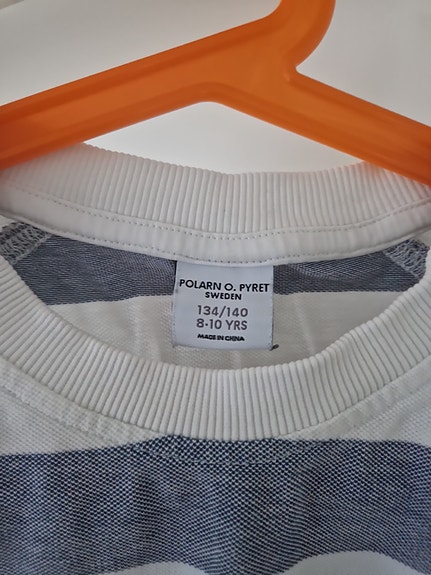 POLARN O. PYRET
SWEDEN
134/140
8-10 YRS
MADE IN CHINA